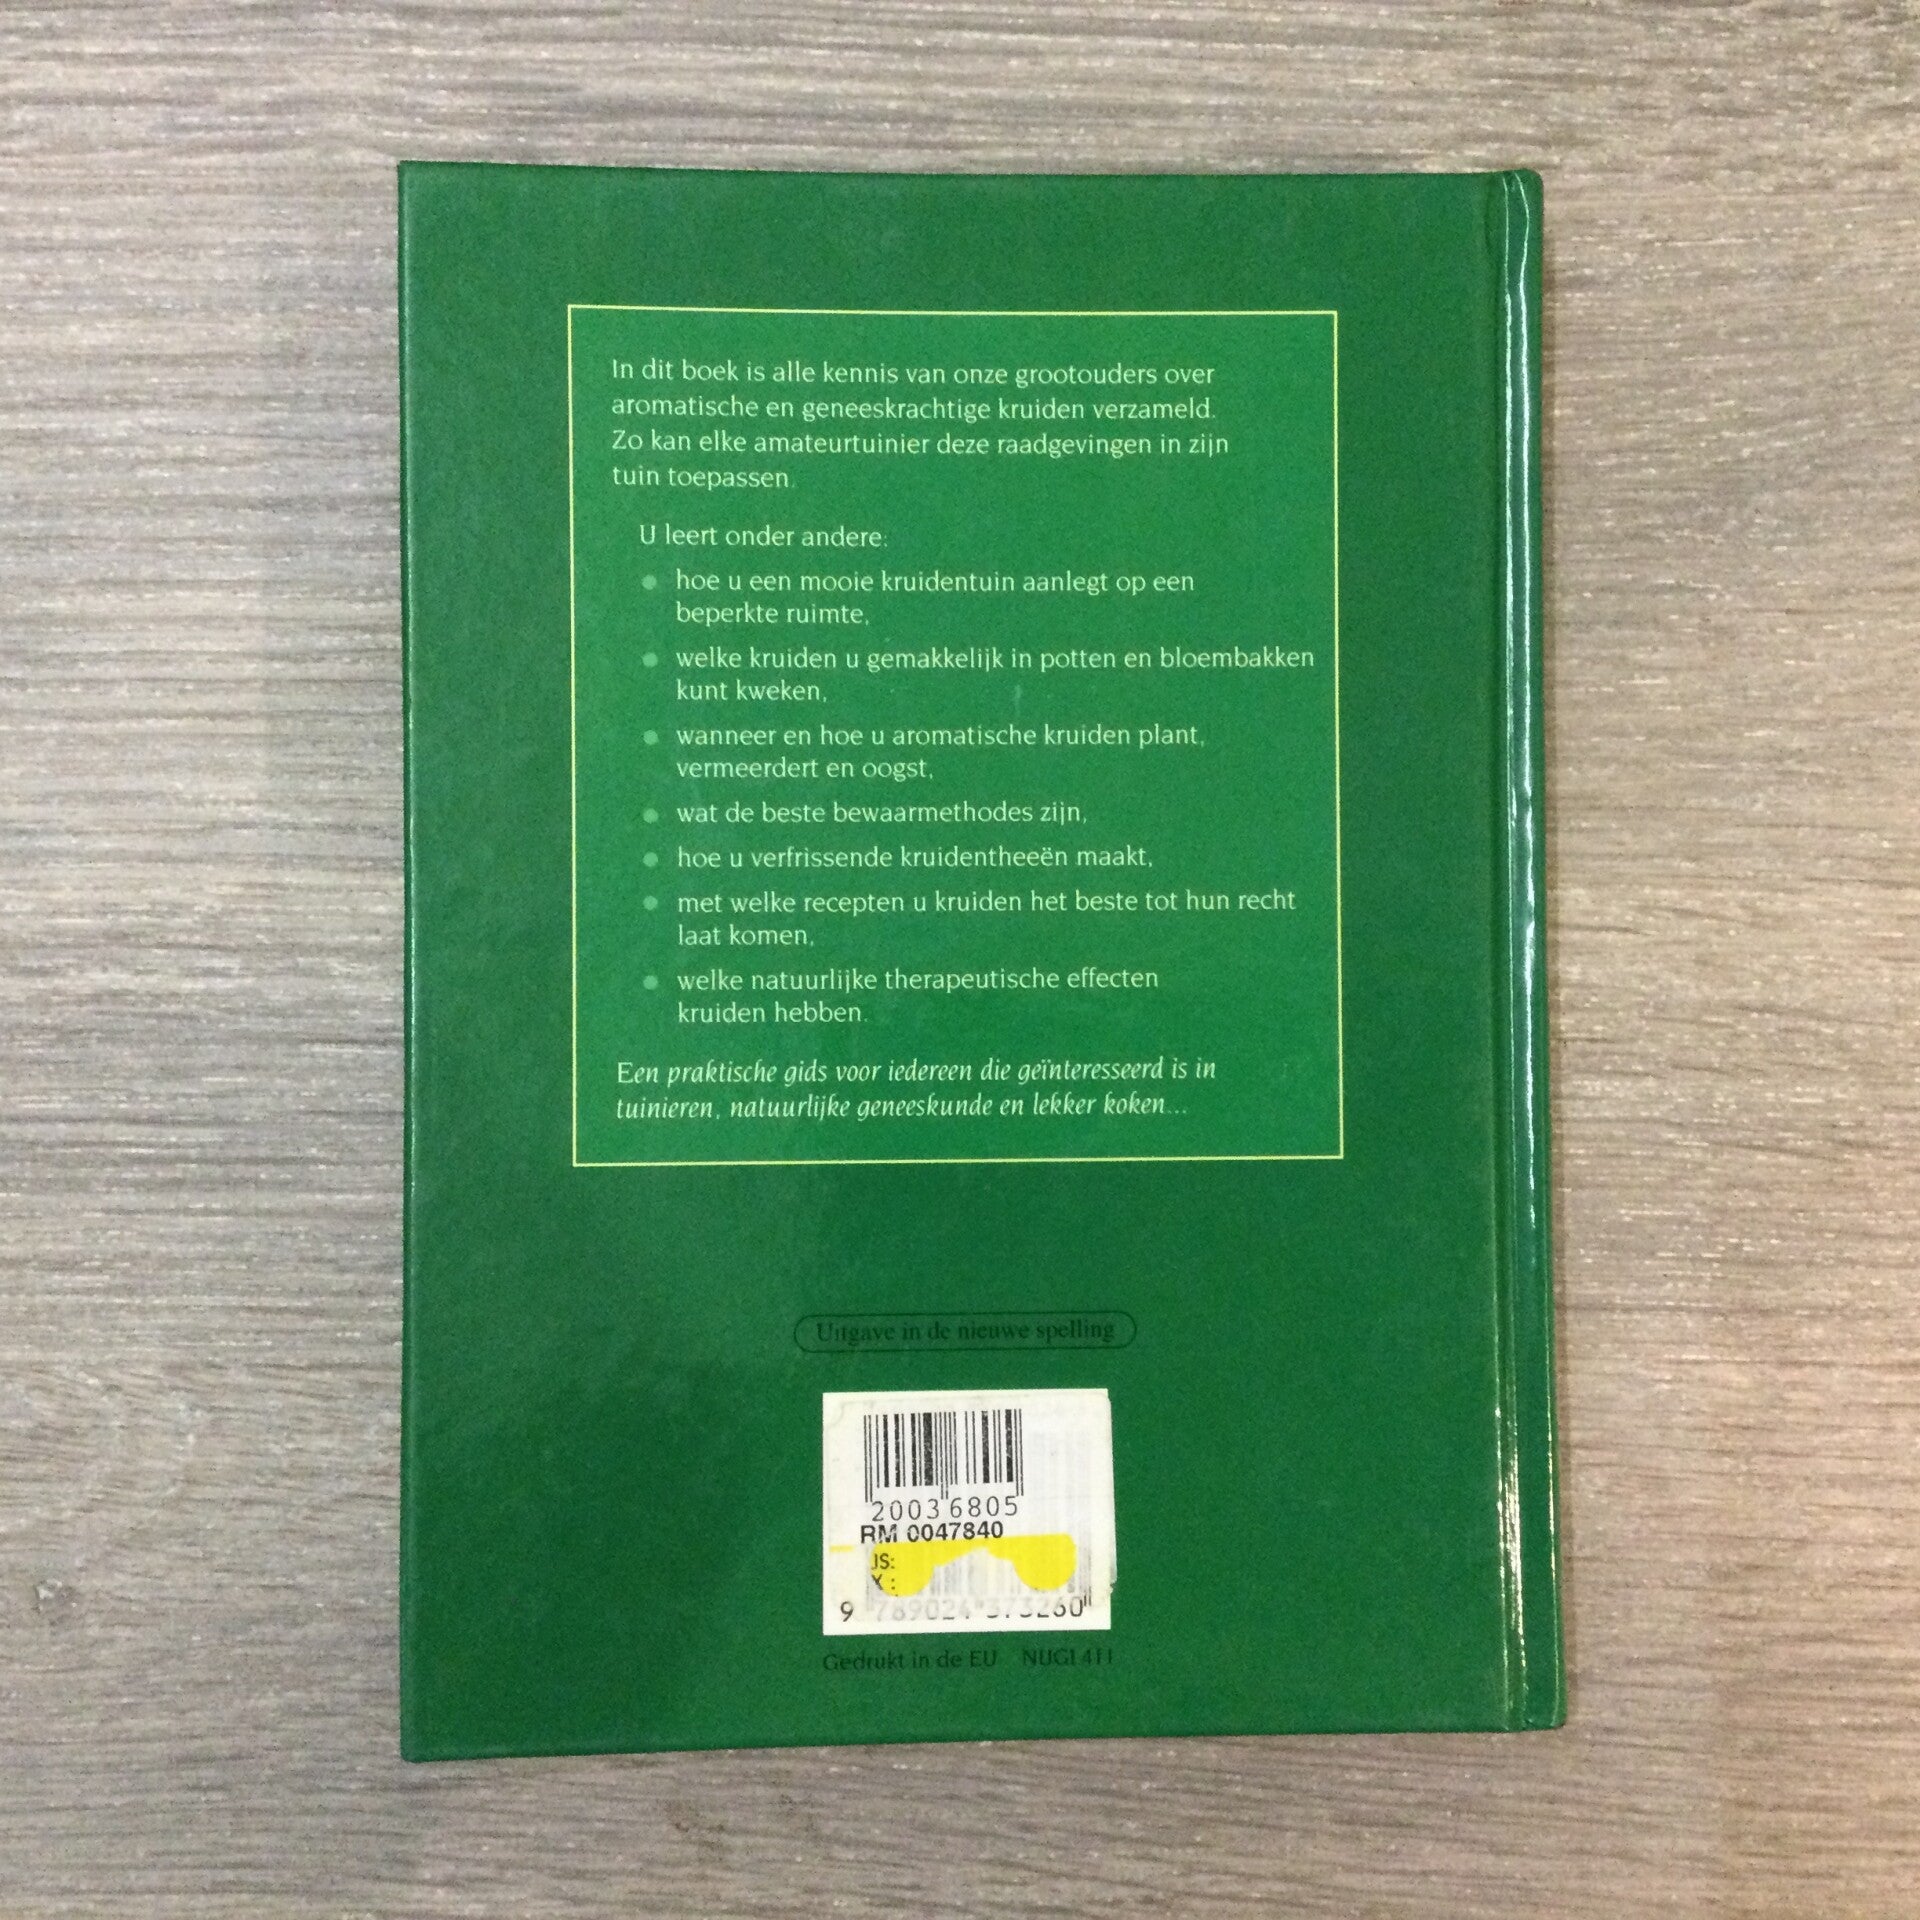 In dit boek is alle kennis van onze grootouders over
aromatische en geneeskrachtige kruiden verzameld.
Zo kan elke amateurtuinier deze raadgevingen in zijn
tuin toepassen.
U leert onder andere:
• hoe u een mooie kruidentuin aanlegt op een
beperkte ruimte,
• welke kruiden u gemakkelijk in potten en bloembakken
kunt kweken,
• wanneer en hoe u aromatische kruiden plant,
vermeerdert en oogst,
• wat de beste bewaarmethodes zijn,
• hoe u verfrissende kruidentheeën maakt,
• met welke recepten u kruiden het beste tot hun recht
laat komen,
• welke natuurlijke therapeutische effecten
kruiden hebben.
Een praktische gids voor iedereen die geïnteresseerd is in
tuinieren, natuurlijke geneeskunde en lekker koken...
Uitgave in de nieuwe spelling
20036805
RM 0047840
JS:
X :
9 789024 373260
Gedrukt in de EU NUGI 411